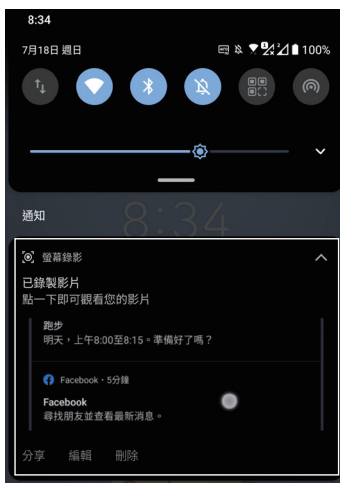 8:34
7月18日 週日
100%
通知
8:34
螢幕錄影
已錄製影片
點一下即可觀看您的影片
跑步
明天，上午8:00至8:15。準備好了嗎？
Facebook・5分鐘
Facebook
尋找朋友並查看最新消息。
分享 編輯 刪除